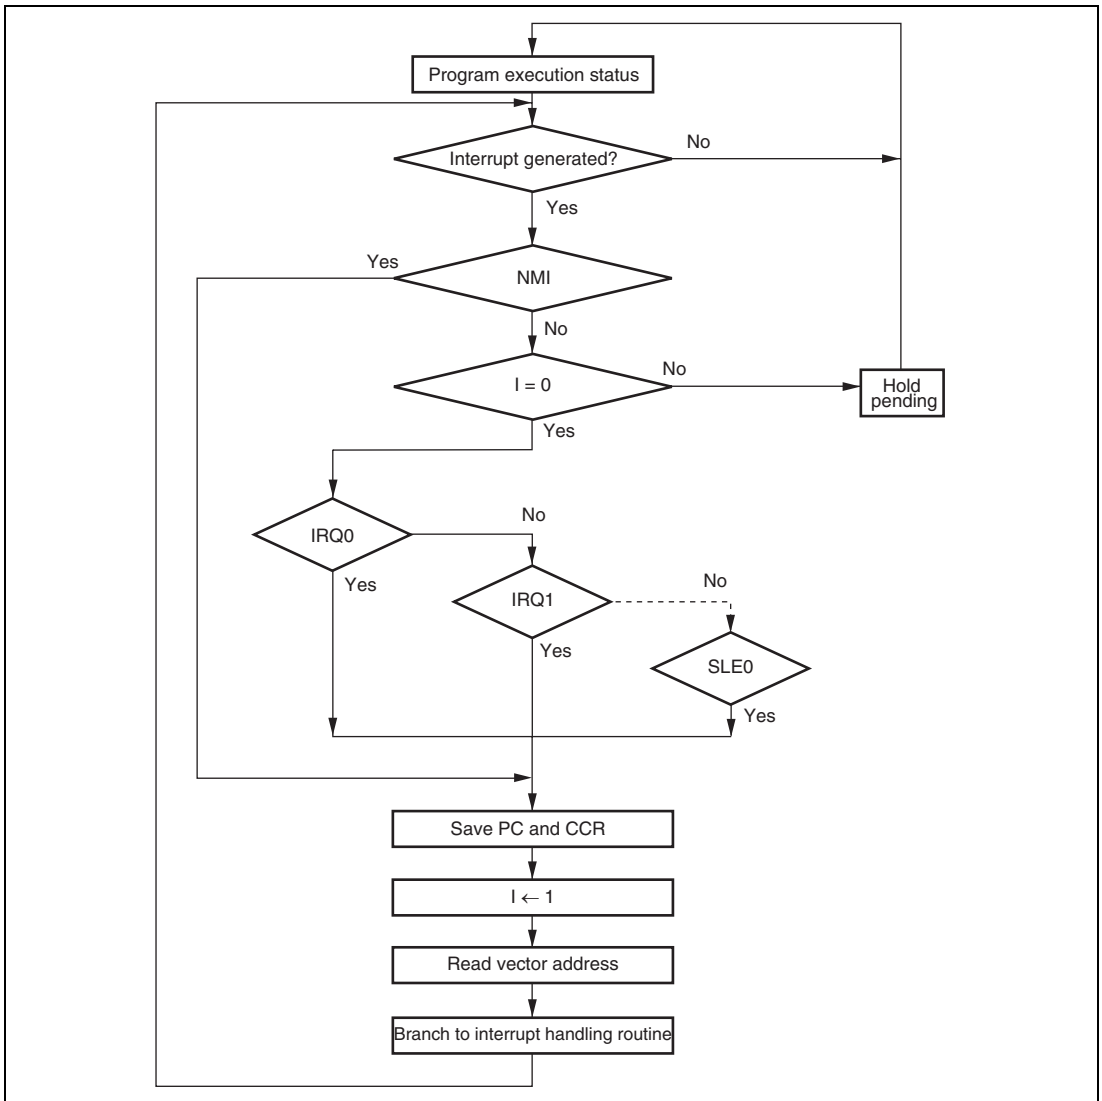 Program execution status
Interrupt generated?
No
Yes
Yes
NMI
No
I = 0
No
Hold
pending
Yes
IRQ0
No
Yes
IRQ1
No
Yes
SLE0
Yes
Save PC and CCR
I ← 1
Read vector address
Branch to interrupt handling routine